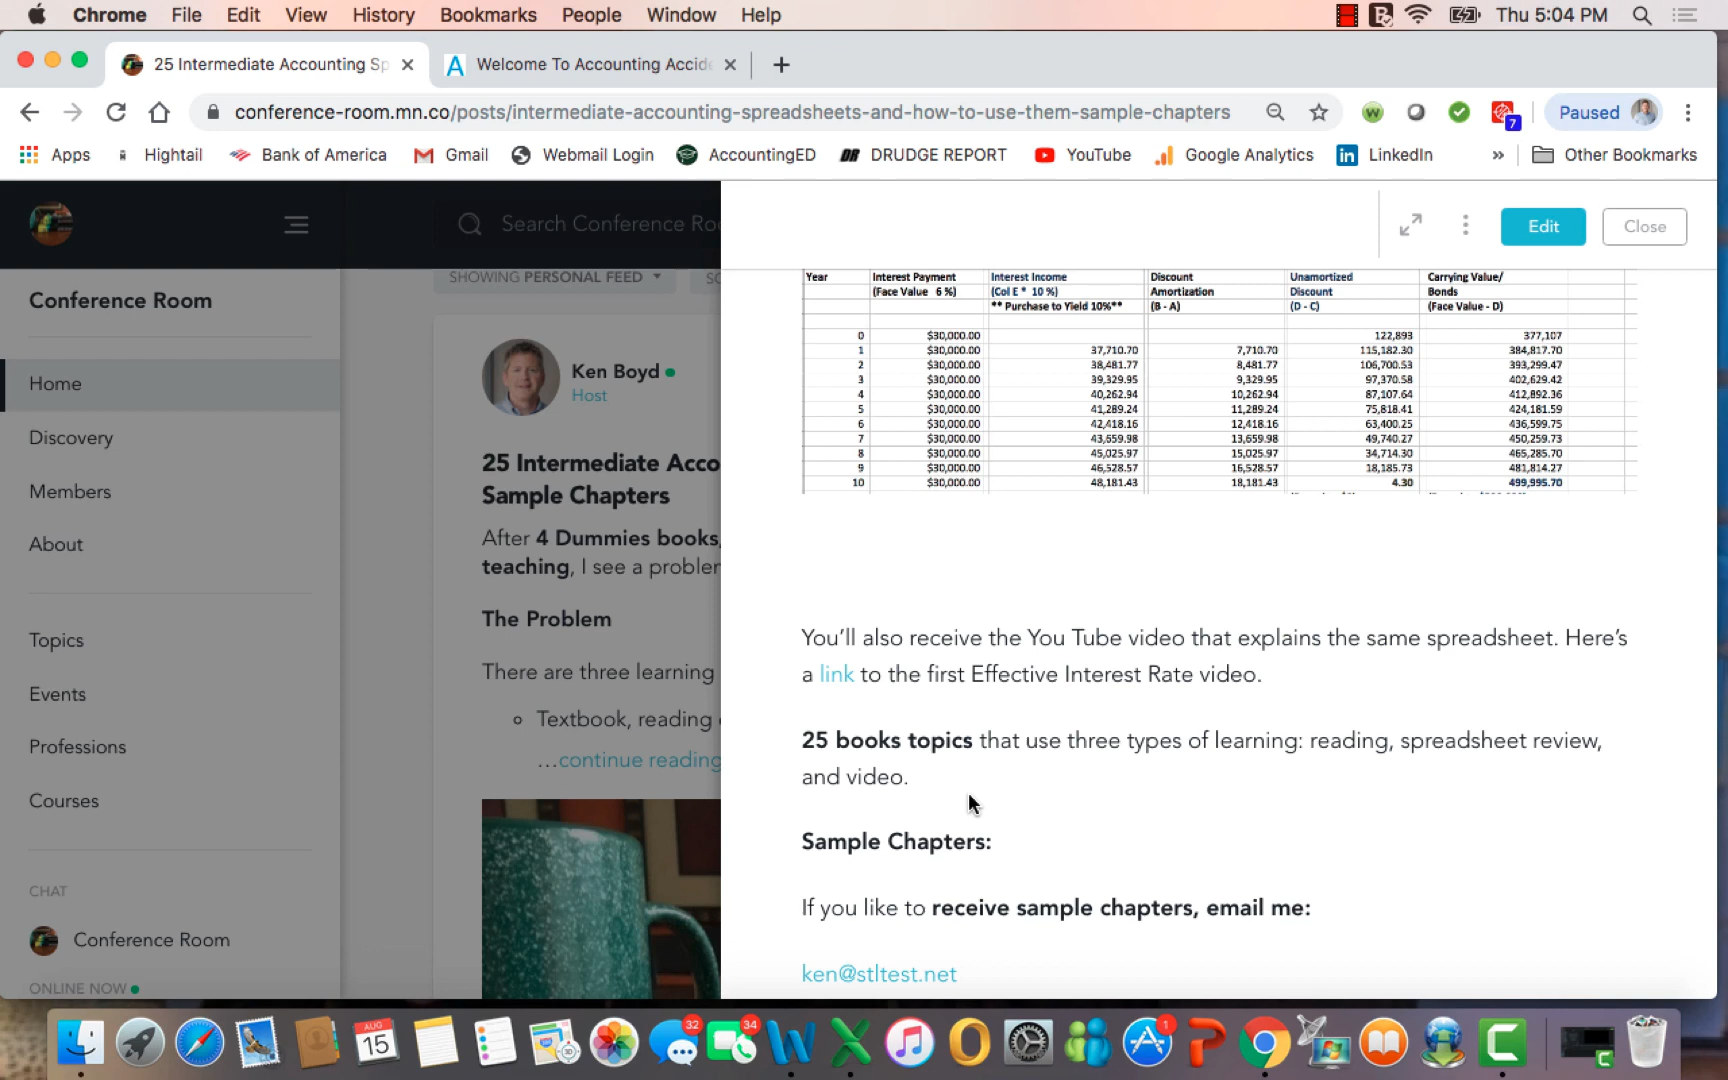 Chrome File Edit View History Bookmarks People Window Help Thu 5:04 PM
25 Intermediate Accounting Sp
Welcome To Accounting Accid
conference-room.mn.co/posts/intermediate-accounting-spreadsheets-and-how-to-use-them-sample-chapters
7
Paused
Apps Hightail Bank of America Gmail Webmail Login AccountingED DRUDGE REPORT YouTube Google Analytics LinkedIn » Other Bookmarks
Search Conference Roo
Edit
Close
SHOWING PERSONAL FEED
Conference Room
Home
Discovery
Members
About
Topics
Events
Professions
Courses
CHAT
Conference Room
ONLINE NOW
Ken Boyd
Host
25 Intermediate Acco
Sample Chapters
After 4 Dummies books,
teaching, I see a problem
The Problem
There are three learning
Textbook, reading
...continue reading
Year Interest Payment Interest Income Discount Unamortized Carrying Value/
(Face Value 6 %) (Col E * 10 %) Amortization Discount Bonds
** Purchase to Yield 10%** (B - A) (D - C) (Face Value - D)
0 $30,000.00 122,893 377,107
1 $30,000.00 37,710.70 7,710.70 115,182.30 384,817.70
2 $30,000.00 38,481.77 8,481.77 106,700.53 393,299.47
3 $30,000.00 39,329.95 9,329.95 97,370.58 402,629.42
4 $30,000.00 40,262.94 10,262.94 87,107.64 412,892.36
5 $30,000.00 41,289.24 11,289.24 75,818.41 424,181.59
6 $30,000.00 42,418.16 12,418.16 63,400.25 436,599.75
7 $30,000.00 43,659.98 13,659.98 49,740.27 450,259.73
8 $30,000.00 45,025.97 15,025.97 34,714.30 465,285.70
9 $30,000.00 46,528.57 16,528.57 18,185.73 481,814.27
10 $30,000.00 48,181.43 18,181.43 4.30 499,995.70
You'll also receive the You Tube video that explains the same spreadsheet. Here's
a link to the first Effective Interest Rate video.
25 books topics that use three types of learning: reading, spreadsheet review,
and video.
Sample Chapters:
If you like to receive sample chapters, email me:
ken@stltest.net
AUG
15
32
34
1